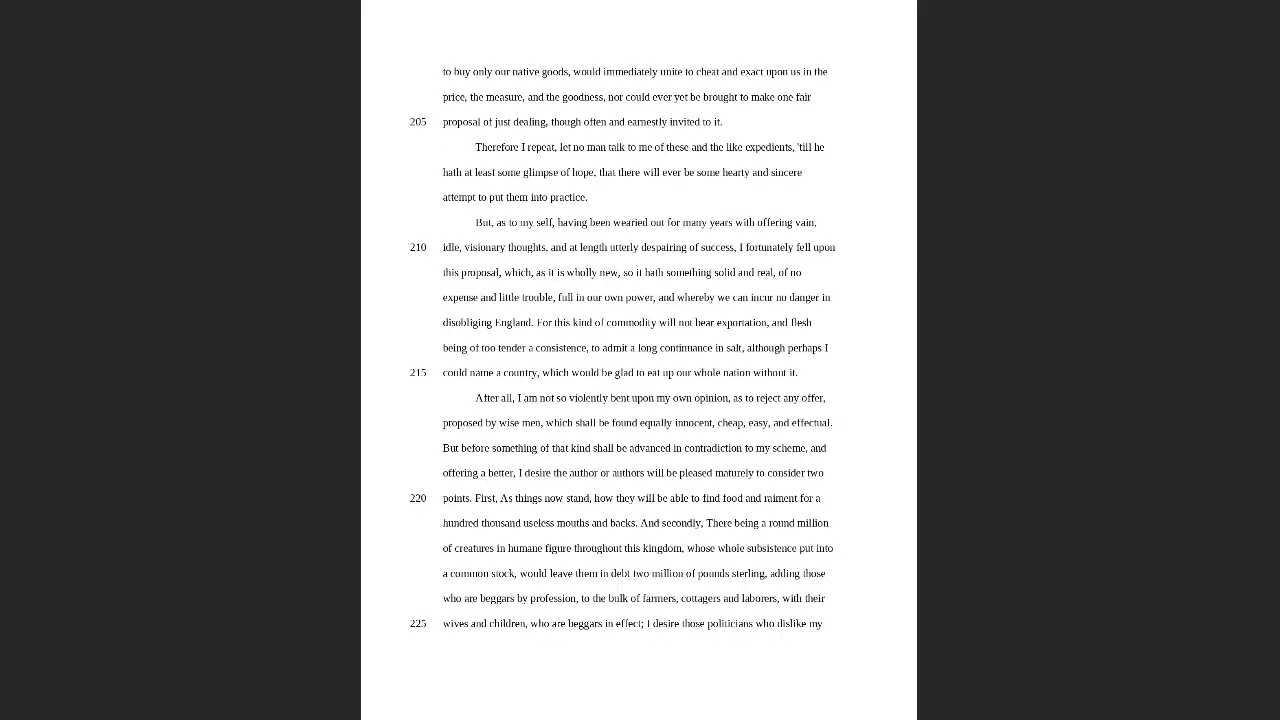 to buy only our native goods, would immediately unite to cheat and exact upon us in the
price, the measure, and the goodness, nor could ever yet be brought to make one fair
205 proposal of just dealing, though often and earnestly invited to it.
Therefore I repeat, let no man talk to me of these and the like expedients, 'till he
hath at least some glimpse of hope, that there will ever be some hearty and sincere
attempt to put them into practice.
But, as to my self, having been wearied out for many years with offering vain,
210 idle, visionary thoughts, and at length utterly despairing of success, I fortunately fell upon
this proposal, which, as it is wholly new, so it hath something solid and real, of no
expense and little trouble, full in our own power, and whereby we can incur no danger in
disobliging England. For this kind of commodity will not bear exportation, and flesh
being of too tender a consistence, to admit a long continuance in salt, although perhaps I
215 could name a country, which would be glad to eat up our whole nation without it.
After all, I am not so violently bent upon my own opinion, as to reject any offer,
proposed by wise men, which shall be found equally innocent, cheap, easy, and effectual.
But before something of that kind shall be advanced in contradiction to my scheme, and
offering a better, I desire the author or authors will be pleased maturely to consider two
220 points. First, As things now stand, how they will be able to find food and raiment for a
hundred thousand useless mouths and backs. And secondly, There being a round million
of creatures in humane figure throughout this kingdom, whose whole subsistence put into
a common stock, would leave them in debt two million of pounds sterling, adding those
who are beggars by profession, to the bulk of farmers, cottagers and laborers, with their
225 wives and children, who are beggars in effect; I desire those politicians who dislike my